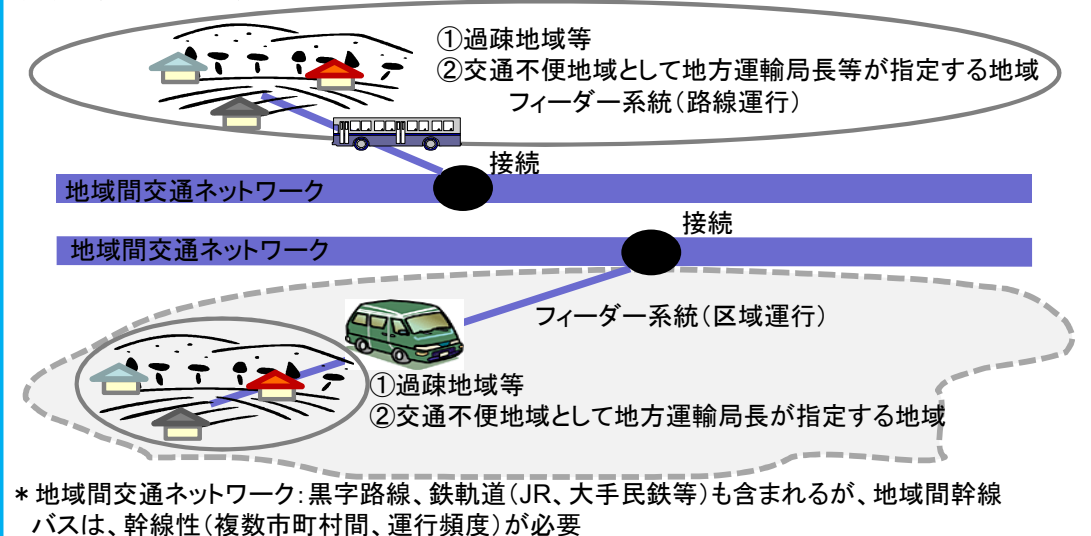 ①過疎地域等
②交通不便地域として地方運輸局長等が指定する地域
フィーダー系統（路線運行）
接続
地域間交通ネットワーク
接続
地域間交通ネットワーク
フィーダー系統（区域運行）
①過疎地域等
②交通不便地域として地方運輸局長が指定する地域
＊地域間交通ネットワーク：黒字路線、鉄軌道（JR、大手民鉄等）も含まれるが、地域間幹線
バスは、幹線性（複数市町村間、運行頻度）が必要